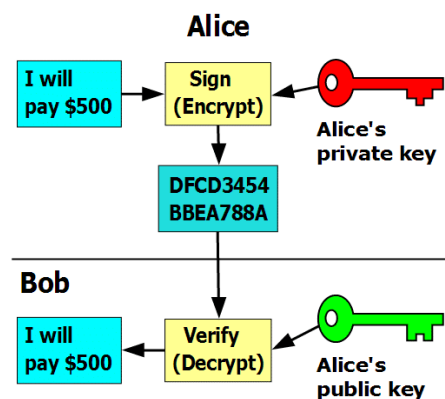 Alice
I will
pay $500
Sign
(Encrypt)
Alice's
private key
DFCD3454
BBEA788A
Bob
I will
pay $500
Verify
(Decrypt)
Alice's
public key